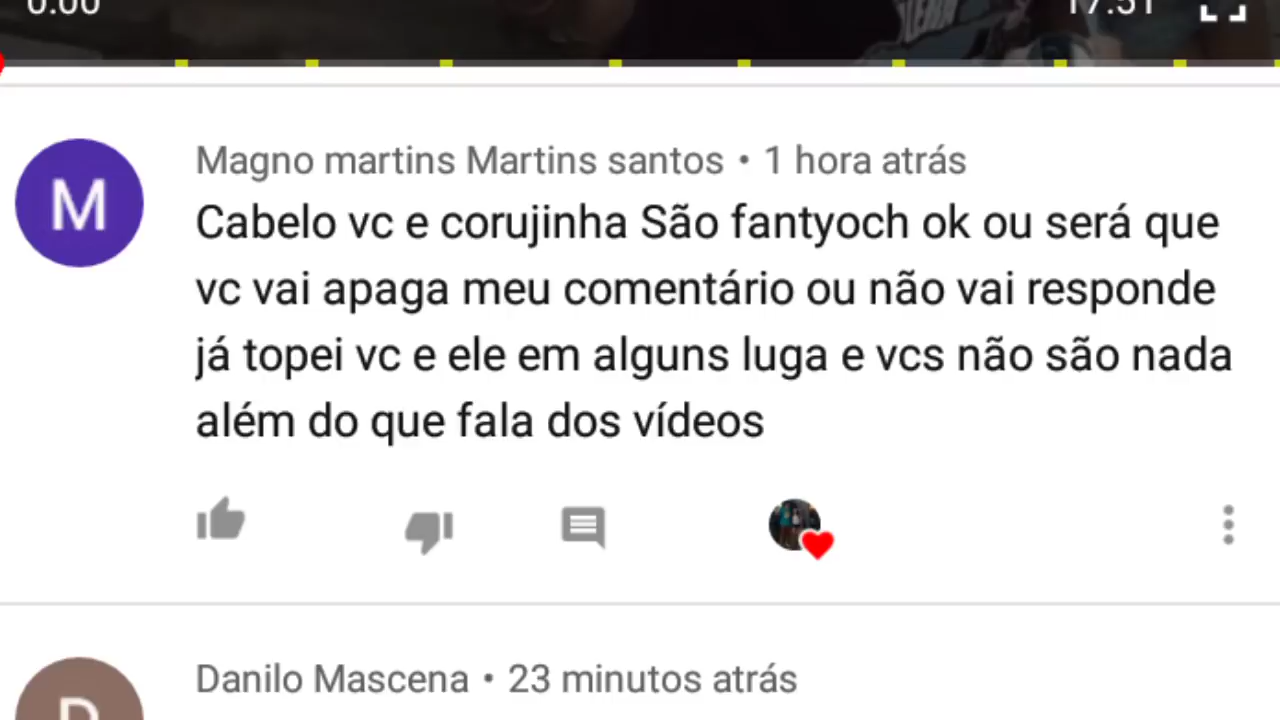 0:00 17:51
Magno martins Martins santos • 1 hora atrás
Cabelo vc e corujinha São fantyoch ok ou será que
vc vai apaga meu comentário ou não vai responde
já topei vc e ele em alguns luga e vcs não são nada
além do que fala dos vídeos
M
Danilo Mascena • 23 minutos atrás
D